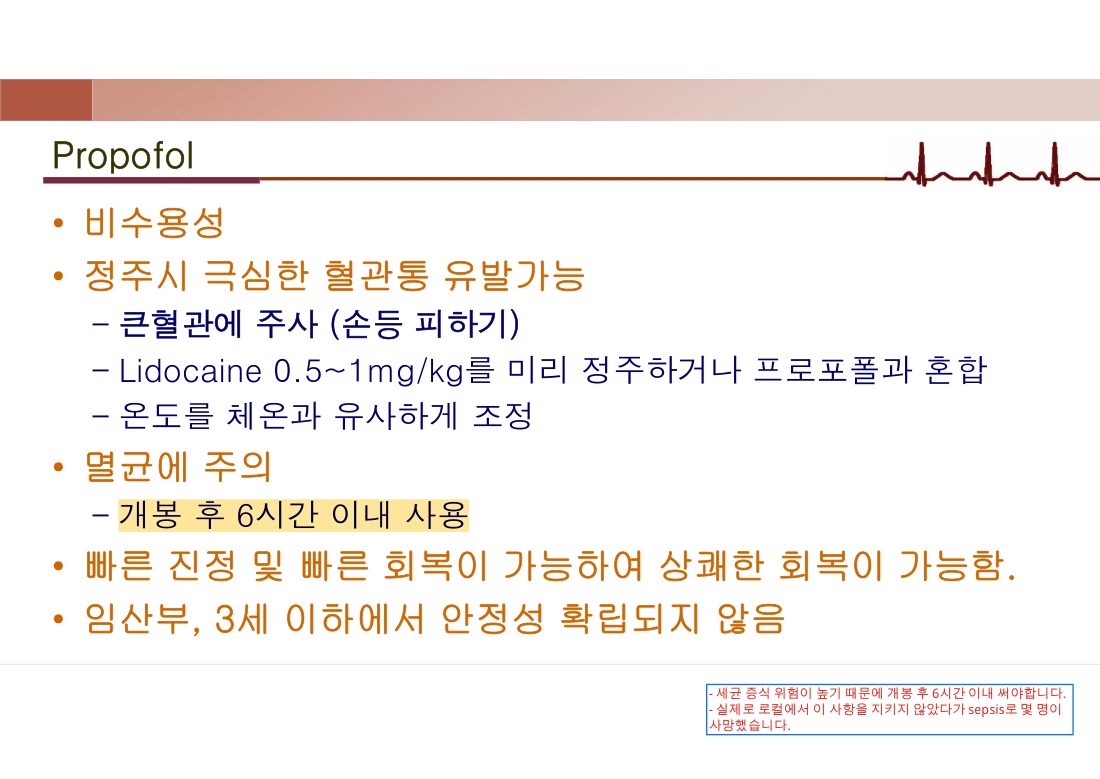 Propofol
• 비수용성
• 정주시 극심한 혈관통 유발가능
– 큰혈관에 주사 (손등 피하기)
– Lidocaine 0.5~1mg/kg를 미리 정주하거나 프로포폴과 혼합
– 온도를 체온과 유사하게 조정
• 멸균에 주의
– 개봉 후 6시간 이내 사용
• 빠른 진정 및 빠른 회복이 가능하여 상쾌한 회복이 가능함.
• 임산부, 3세 이하에서 안정성 확립되지 않음
- 세균 증식 위험이 높기 때문에 개봉 후 6시간 이내 써야합니다.
- 실제로 로컬에서 이 사항을 지키지 않았다가 sepsis로 몇 명이
사망했습니다.